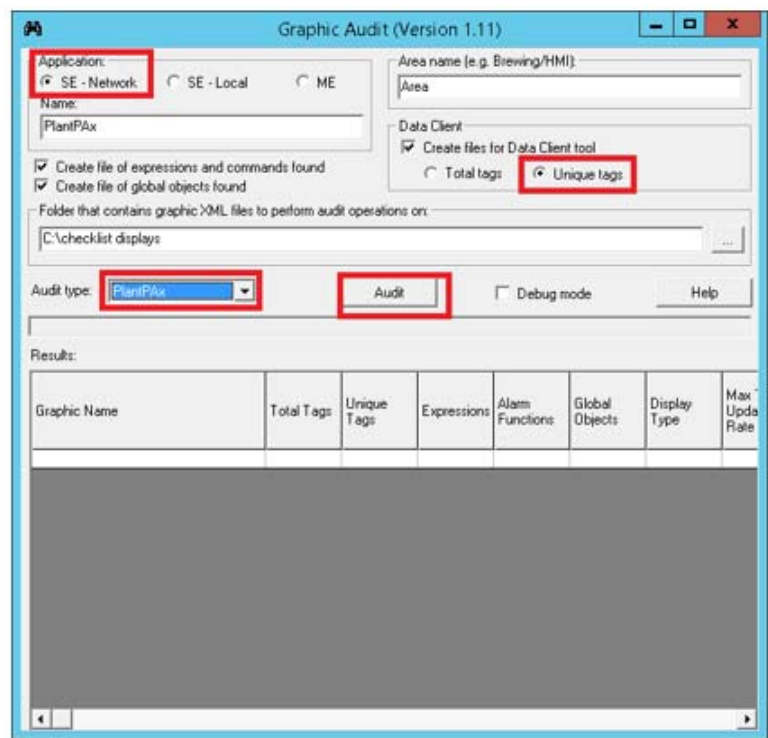 Graphic Audit (Version 1.11)
Application:
SE - Network SE - Local ME
Name:
PlantPAx
Area name (e.g. Brewing/HMI):
Area
Data Client
Create files for Data Client tool
Total tags Unique tags
Create file of expressions and commands found
Create file of global objects found
Folder that contains graphic XML files to perform audit operations on:
C:\checklist displays
...
Audit type: PlantPAx Audit Debug mode Help
Results:
Graphic Name Total Tags Unique Tags Expressions Alarm Functions Global Objects Display Type Max
Rate